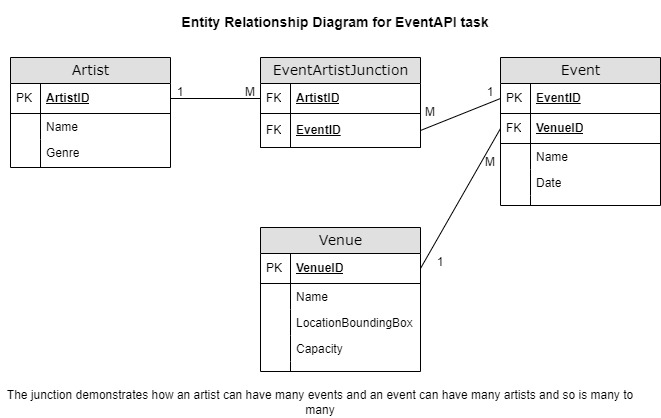 Entity Relationship Diagram for EventAPI task
Artist
PK ArtistID
Name
Genre
1 M
EventArtistJunction
FK ArtistID
FK EventID
M 1
Event
PK EventID
FK VenueID
Name
Date
M
1
Venue
PK VenueID
Name
LocationBoundingBox
Capacity
The junction demonstrates how an artist can have many events and an event can have many artists and so is many to
many